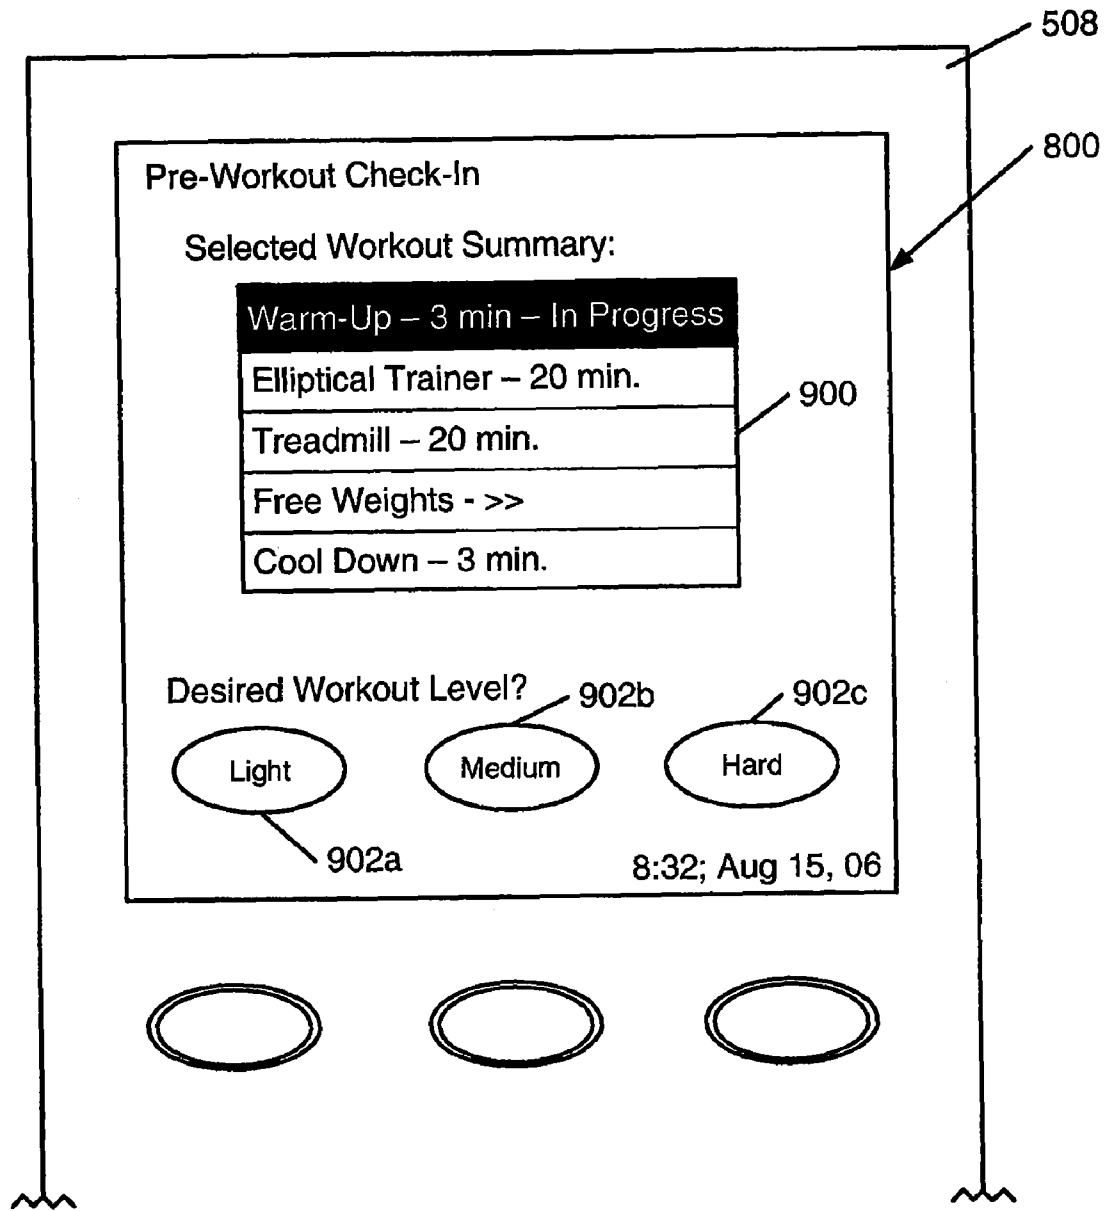 508
800
Pre-Workout Check-In
Selected Workout Summary:
Warm-Up – 3 min – In Progress
Elliptical Trainer – 20 min.
900
Treadmill – 20 min.
Free Weights - >>
Cool Down – 3 min.
Desired Workout Level?
902b
902c
Light
Medium
Hard
902a
8:32; Aug 15, 06